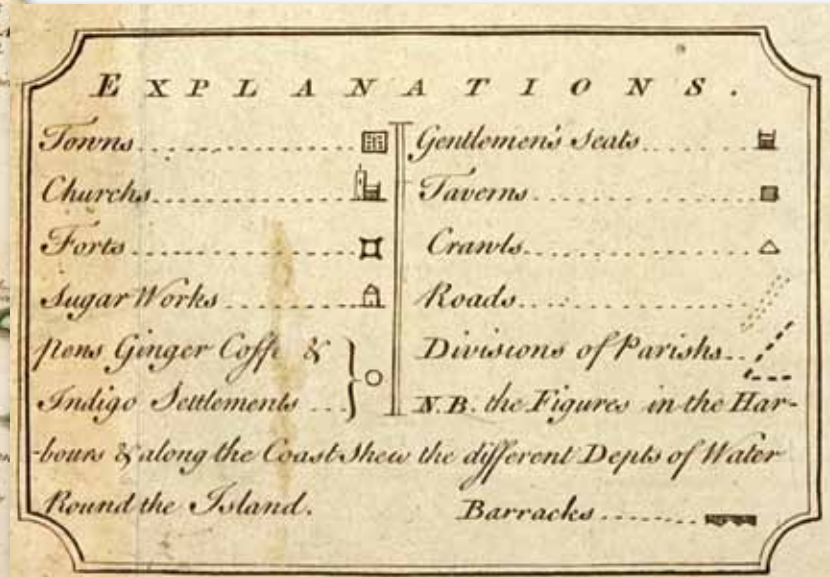 EXPLANATIONS.
Towns
Churchs
Forts
Sugar Works
pens Ginger Coffe &
Indigo Settlements
Gentlemen's Seats
Taverns
Crawls
Roads
Divisions of Parishs
N.B. the Figures in the Har-
-bours & along the Coast Shew the different Depts of Water
Round the Island.
Barracks